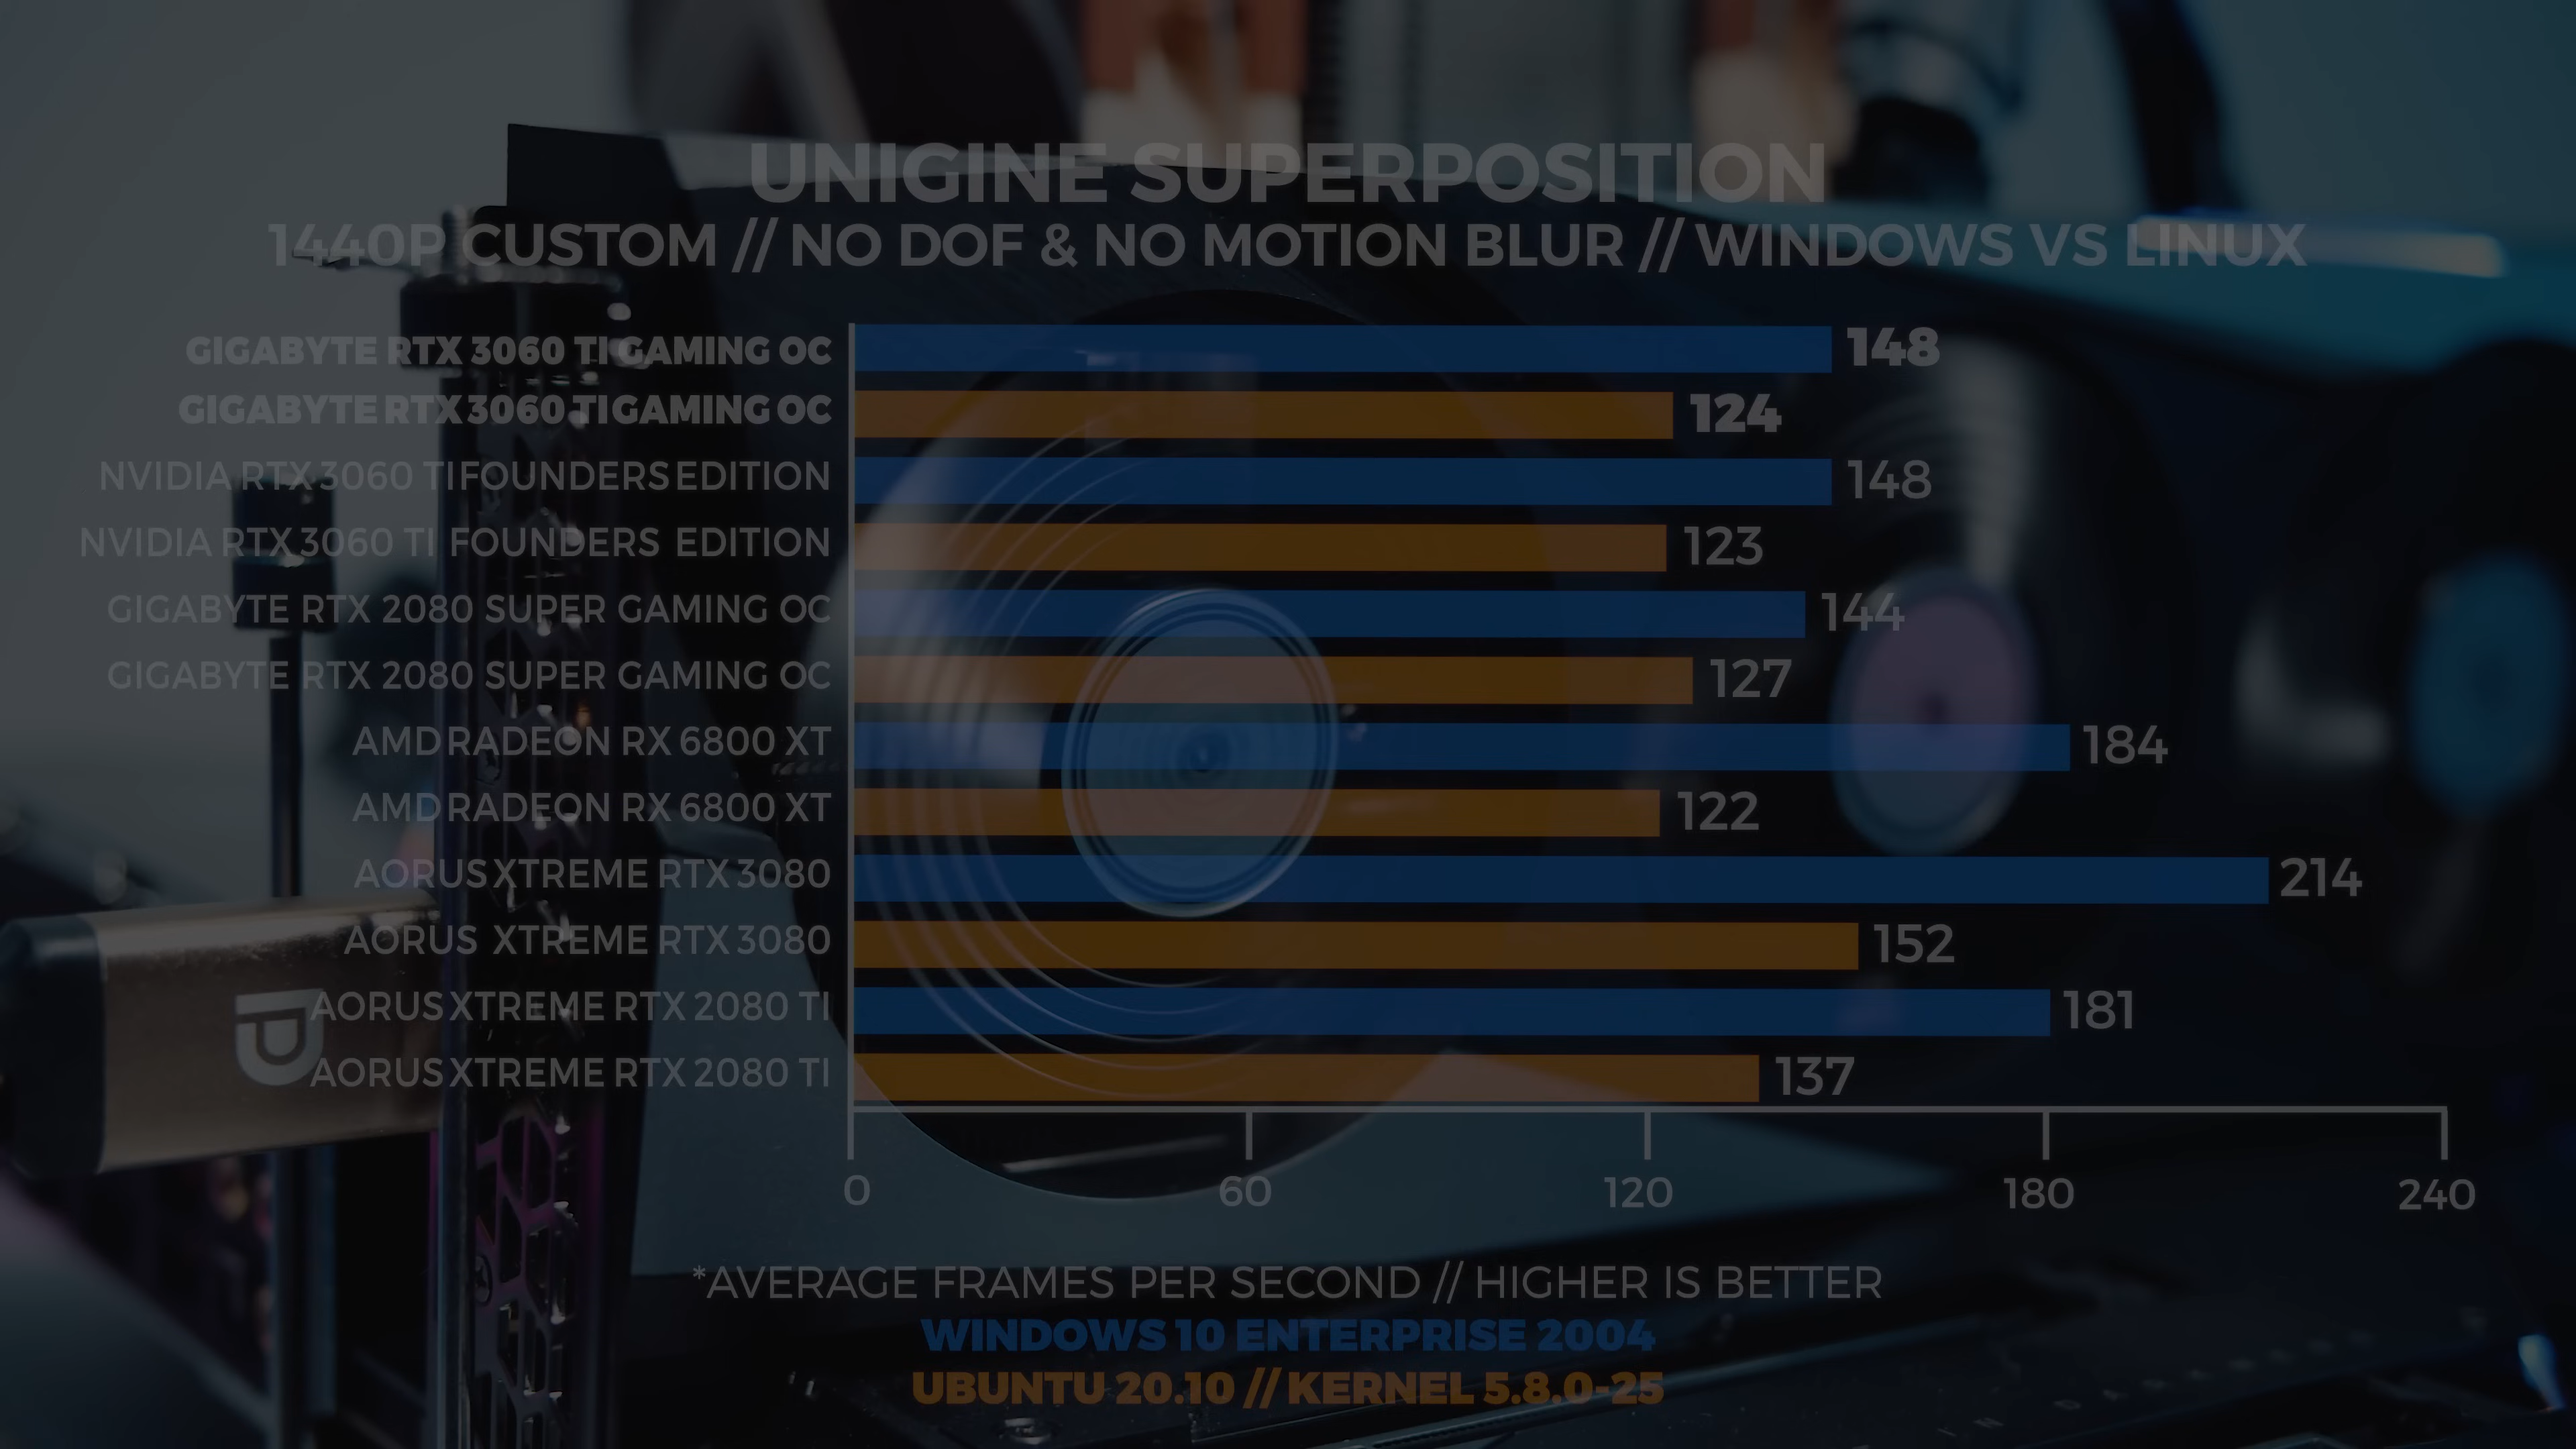 UNIGINE SUPERPOSITION
1440P CUSTOM // NO DOF & NO MOTION BLUR // WINDOWS VS LINUX
GIGABYTE RTX 3060 TI GAMING OC 148
GIGABYTE RTX 3060 TI GAMING OC 124
NVIDIA RTX 3060 TI FOUNDERS EDITION 148
NVIDIA RTX 3060 TI FOUNDERS EDITION 123
GIGABYTE RTX 2080 SUPER GAMING OC 144
GIGABYTE RTX 2080 SUPER GAMING OC 127
AMD RADEON RX 6800 XT 184
AMD RADEON RX 6800 XT 122
AORUS XTREME RTX 3080 214
AORUS XTREME RTX 3080 152
AORUS XTREME RTX 2080 TI 181
AORUS XTREME RTX 2080 TI 137
0 60 120 180 240
*AVERAGE FRAMES PER SECOND // HIGHER IS BETTER
WINDOWS 10 ENTERPRISE 2004
UBUNTU 20.10 // KERNEL 5.8.0-25